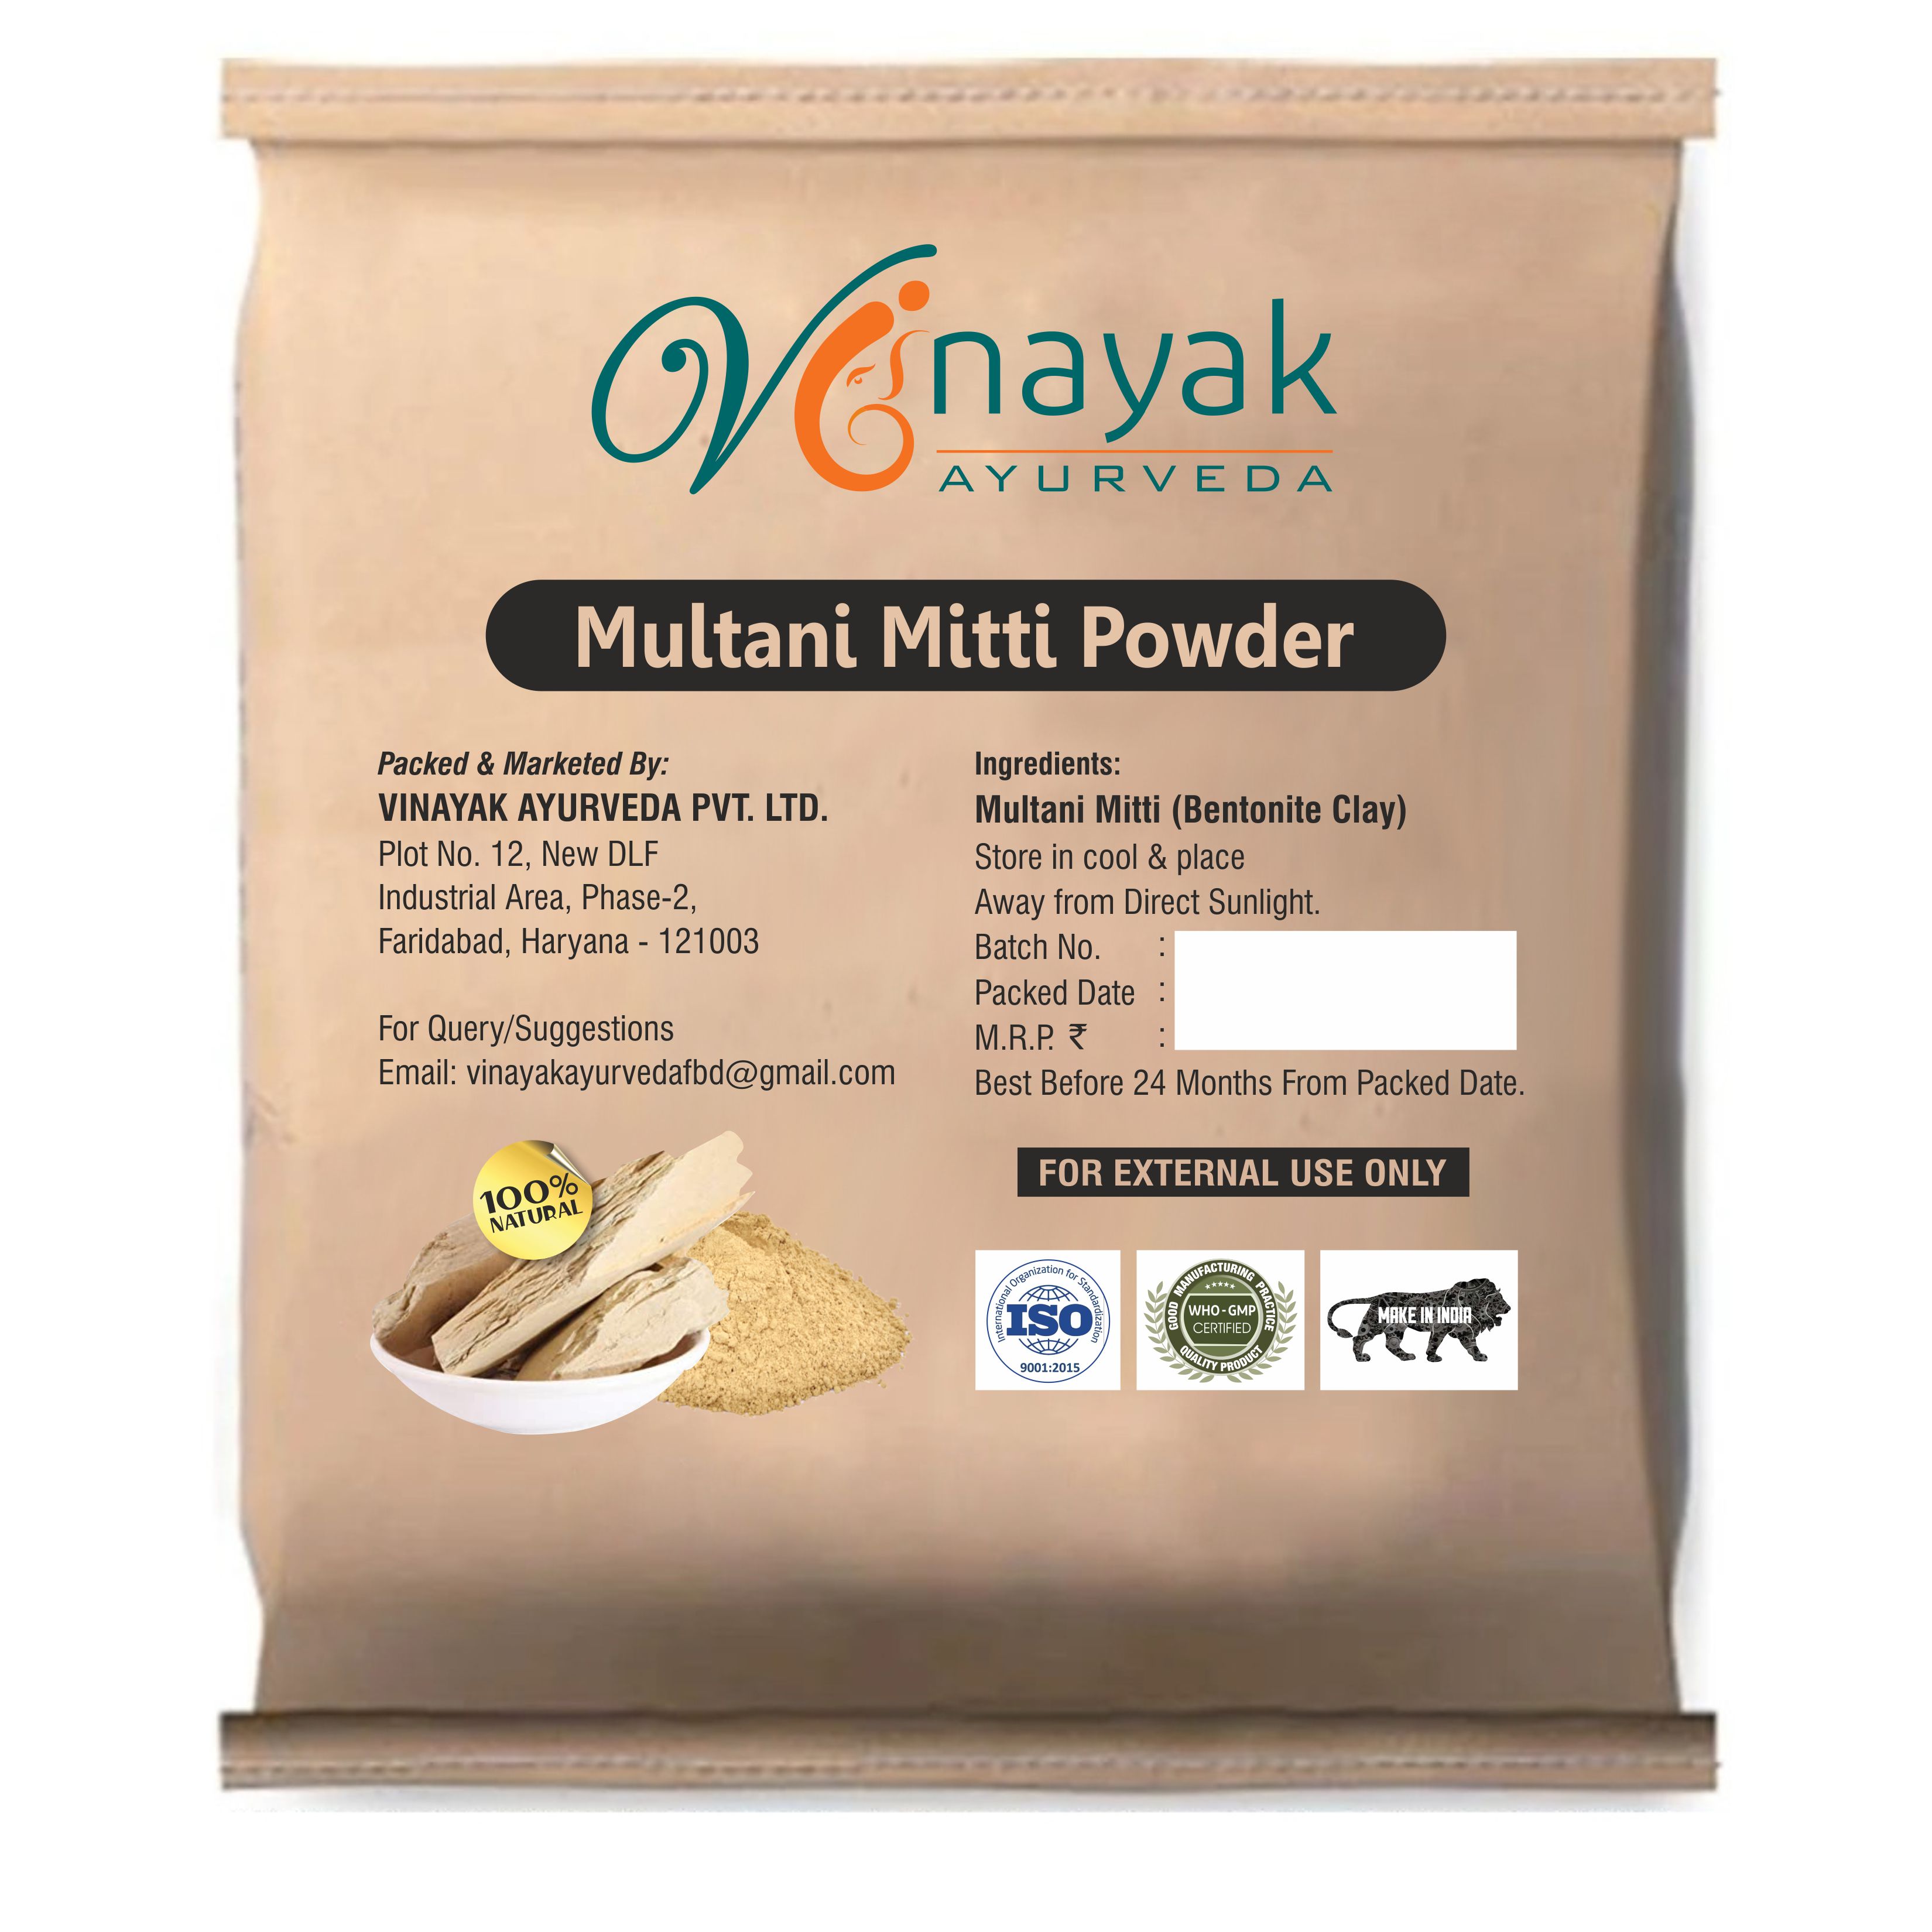 Vinayak
AYURVEDA
Multani Mitti Powder
Packed & Marketed By:
VINAYAK AYURVEDA PVT. LTD.
Plot No. 12, New DLF
Industrial Area, Phase-2,
Faridabad, Haryana - 121003
For Query/Suggestions
Email: vinayakayurvedafbd@gmail.com
Ingredients:
Multani Mitti (Bentonite Clay)
Store in cool & place
Away from Direct Sunlight.
Batch No. :
Packed Date :
M.R.P. ₹ :
Best Before 24 Months From Packed Date.
100%
NATURAL
FOR EXTERNAL USE ONLY
International Organization for Standardization
ISO
9001:2015
GOOD MANUFACTURING PRACTICE
WHO-GMP
CERTIFIED
QUALITY PRODUCT
MAKE IN INDIA